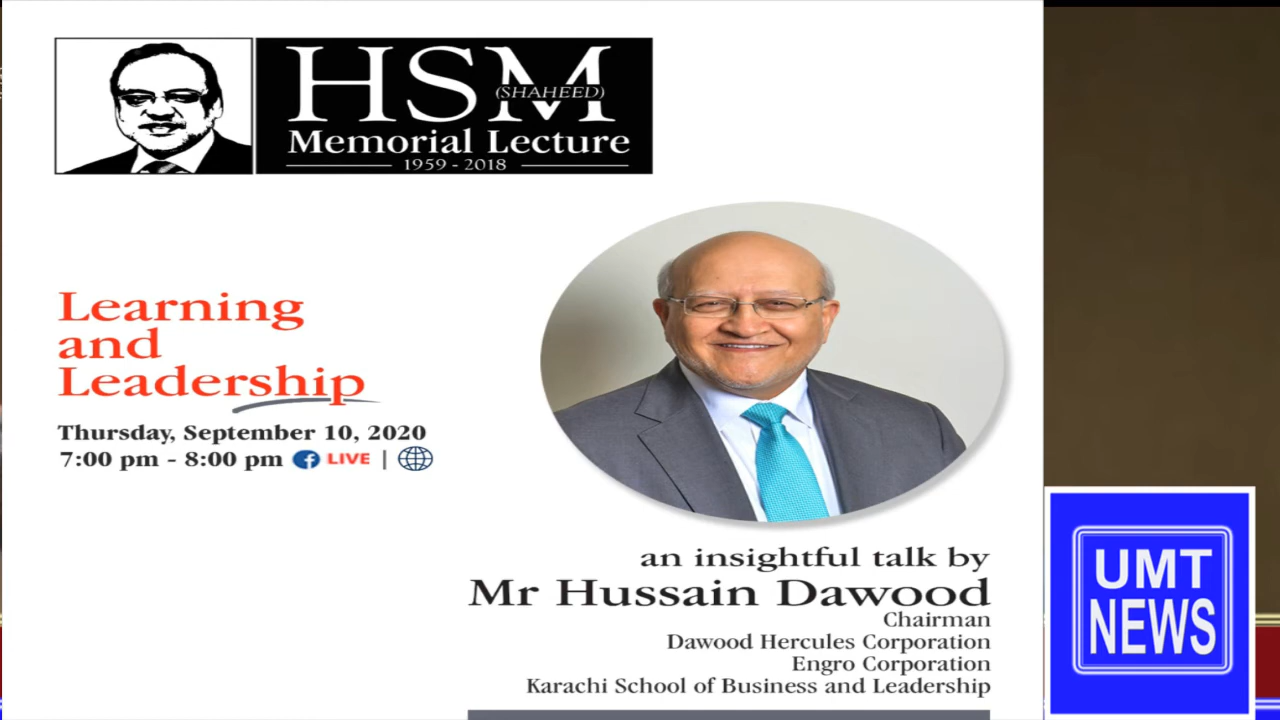 HSM
(SHAHEED)
Memorial Lecture
1959 - 2018
Learning
and
Leadership
Thursday, September 10, 2020
7:00 pm - 8:00 pm f LIVE |
an insightful talk by
Mr Hussain Dawood
Chairman
Dawood Hercules Corporation
Engro Corporation
Karachi School of Business and Leadership
UMT
NEWS